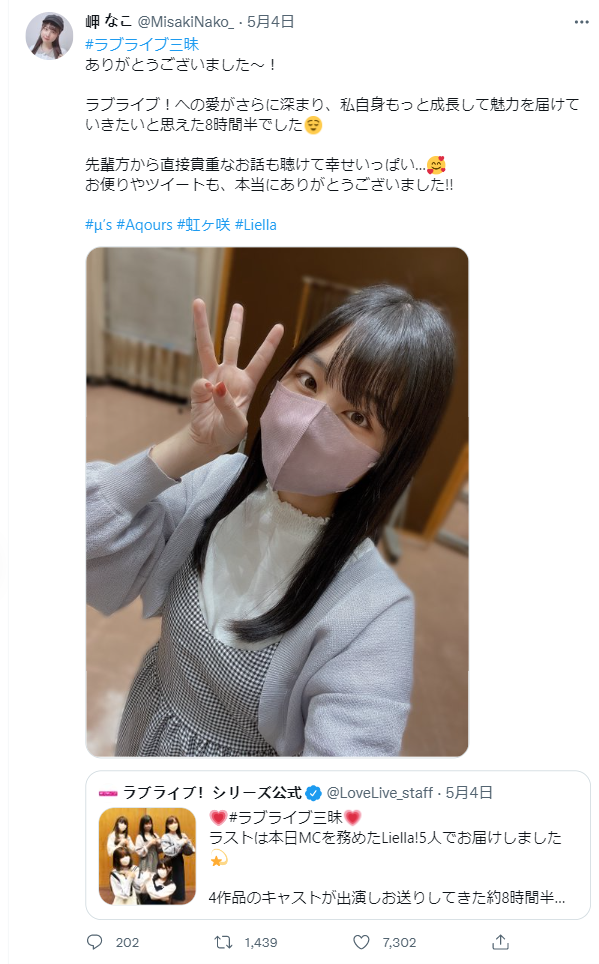 岬 なこ @MisakiNako_ · 5月4日
#ラブライブ三昧
ありがとうございました〜！
ラブライブ！への愛がさらに深まり、私自身もっと成長して魅力を届けて
いきたいと思えた8時間半でした😌
先輩方から直接貴重なお話も聴けて幸せいっぱい…🥰
お便りやツイートも、本当にありがとうございました!!
#μ’s #Aqours #虹ヶ咲 #Liella
ラブライブ！シリーズ公式 @LoveLive_staff · 5月4日
💗#ラブライブ三昧💗
ラストは本日MCを務めたLiella!5人でお届けしました
💫
4作品のキャストが出演しお送りしてきた約8時間半...
202 1,439 7,302